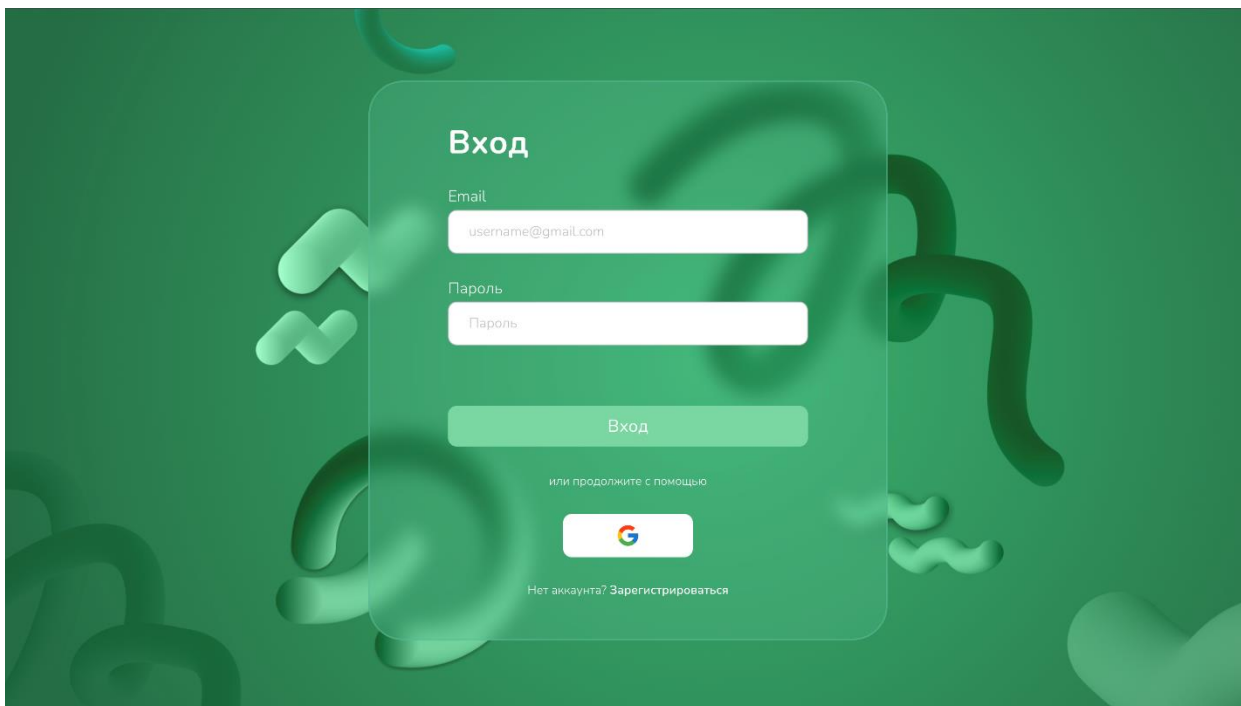 Вход
Email
username@gmail.com
Пароль
Пароль
Вход
или продолжите с помощью
Нет аккаунта? Зарегистрироваться